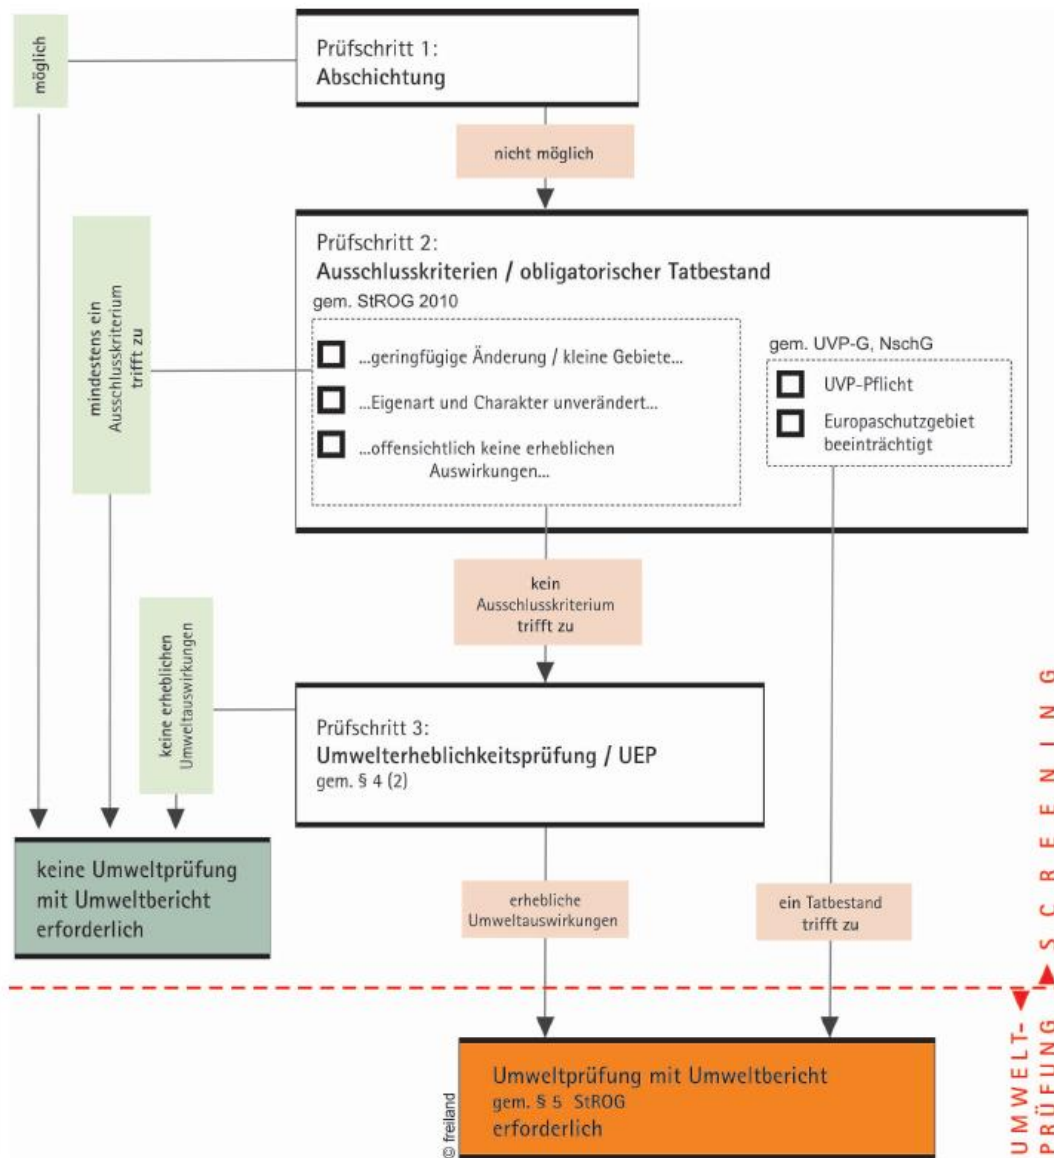 möglich
Prüfschritt 1:
Abschichtung
nicht möglich
Prüfschritt 2:
Ausschlusskriterien / obligatorischer Tatbestand
gem. StROG 2010
...geringfügige Änderung / kleine Gebiete...
...Eigenart und Charakter unverändert...
...offensichtlich keine erheblichen
Auswirkungen...
gem. UVP-G, NschG
UVP-Pflicht
Europaschutzgebiet
beeinträchtigt
mindestens ein
Ausschlusskriterium
trifft zu
kein
Ausschlusskriterium
trifft zu
keine erheblichen
Umweltauswirkungen
Prüfschritt 3:
Umwelterheblichkeitsprüfung / UEP
gem. § 4 (2)
keine Umweltprüfung
mit Umweltbericht
erforderlich
erhebliche
Umweltauswirkungen
ein Tatbestand
trifft zu
SCREENING
UMWELT-
PRÜFUNG
Umweltprüfung mit Umweltbericht
gem. § 5 StROG
erforderlich
© freiland